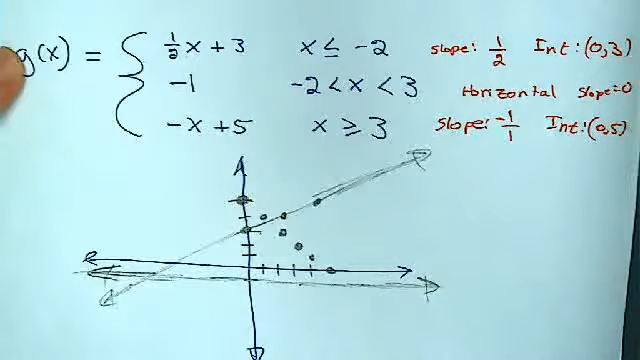 g(x) = { ½x + 3 x ≤ -2 slope: 1/2 Int: (0,3)
-1 -2 < x < 3 Horizontal slope=0
-x + 5 x ≥ 3 Slope: -1/1 Int: (0,5)